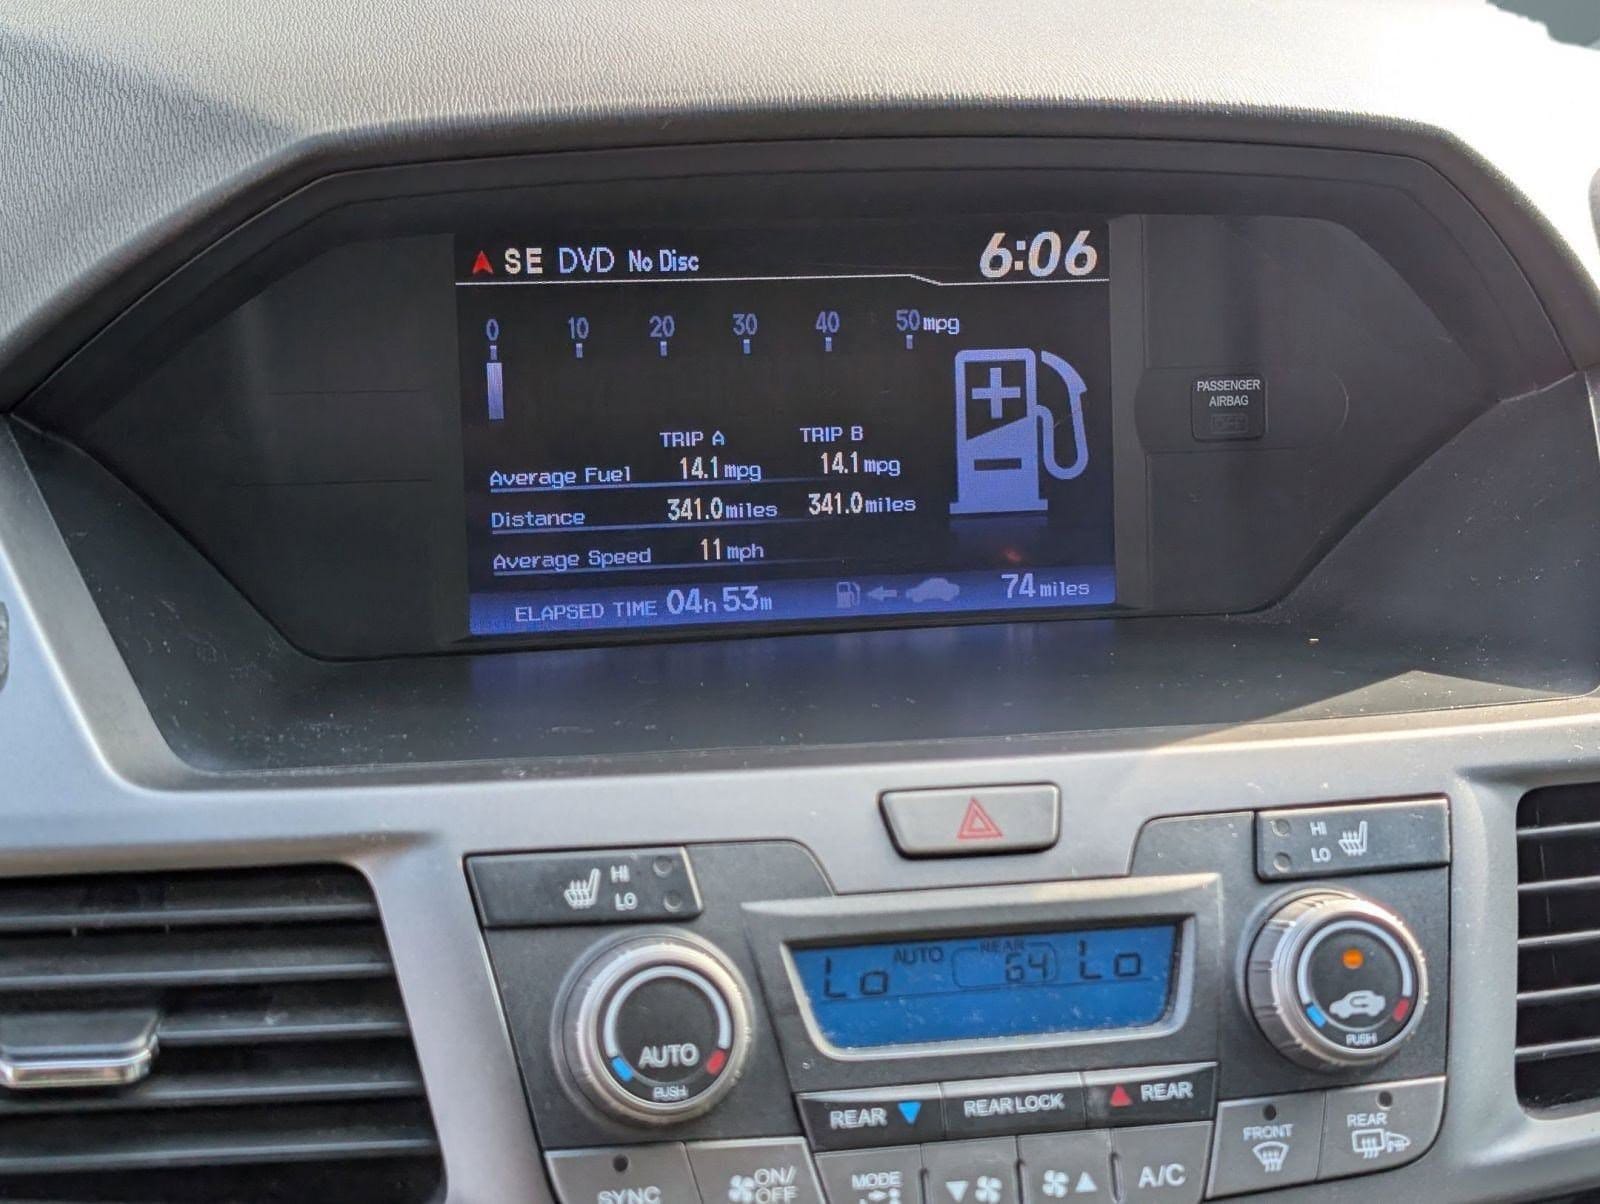 SE DVD No Disc 6:06
0 10 20 30 40 50 mpg
TRIP A TRIP B
Average Fuel 14.1 mpg 14.1 mpg
Distance 341.0 miles 341.0 miles
Average Speed 11 mph
ELAPSED TIME 04h 53m 74 miles
PASSENGER
AIRBAG
OFF
HI
LO
HI
LO
AUTO
PUSH
Lo AUTO REAR 64 Lo
PUSH
REAR
REAR LOCK
REAR
FRONT
REAR
SYNC
ON/
OFF
MODE
A/C